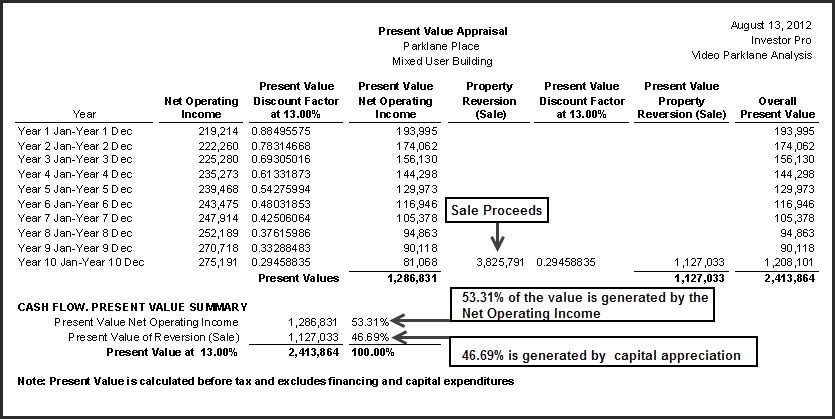 Present Value Appraisal
Parklane Place
Mixed User Building
August 13, 2012
Investor Pro
Video Parklane Analysis
Present Value Present Value Property Present Value Present Value
Net Operating Discount Factor Net Operating Reversion Discount Factor Property Overall
Year Income at 13.00% Income (Sale) at 13.00% Reversion (Sale) Present Value
Year 1 Jan-Year 1 Dec 219,214 0.88495575 193,995 193,995
Year 2 Jan-Year 2 Dec 222,260 0.78314668 174,062 174,062
Year 3 Jan-Year 3 Dec 225,280 0.69305016 156,130 156,130
Year 4 Jan-Year 4 Dec 235,273 0.61331873 144,298 144,298
Year 5 Jan-Year 5 Dec 239,468 0.54275994 129,973 129,973
Year 6 Jan-Year 6 Dec 243,475 0.48031853 116,946 116,946
Year 7 Jan-Year 7 Dec 247,914 0.42506064 105,378 105,378
Year 8 Jan-Year 8 Dec 252,189 0.37615986 94,863 94,863
Year 9 Jan-Year 9 Dec 270,718 0.33288483 90,118 90,118
Year 10 Jan-Year 10 Dec 275,191 0.29458835 81,068 3,825,791 0.29458835 1,127,033 1,208,101
Present Values 1,286,831 1,127,033 2,413,864
Sale Proceeds
CASH FLOW. PRESENT VALUE SUMMARY
Present Value Net Operating Income 1,286,831 53.31%
Present Value of Reversion (Sale) 1,127,033 46.69%
Present Value at 13.00% 2,413,864 100.00%
53.31% of the value is generated by the
Net Operating Income
46.69% is generated by capital appreciation
Note: Present Value is calculated before tax and excludes financing and capital expenditures